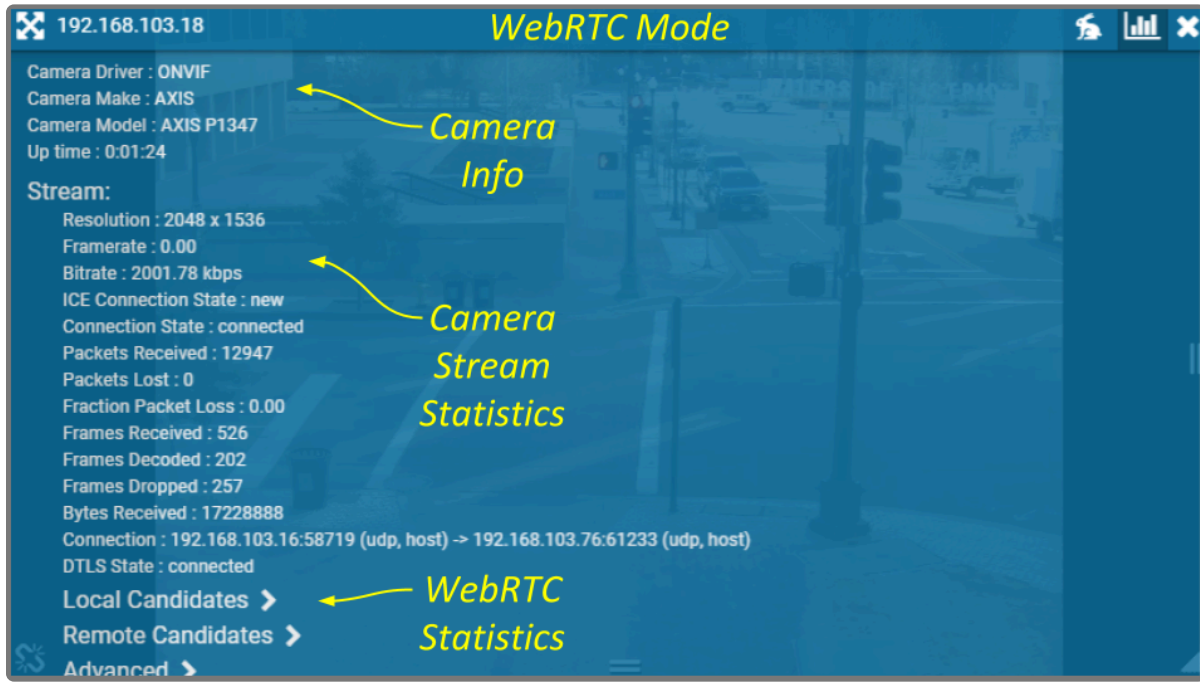 192.168.103.18
WebRTC Mode
Camera Driver : ONVIF
Camera Make : AXIS
Camera Model : AXIS P1347
Up time : 0:01:24
Camera
Info
Stream:
Resolution : 2048 x 1536
Framerate : 0.00
Bitrate : 2001.78 kbps
ICE Connection State : new
Connection State : connected
Packets Received : 12947
Packets Lost : 0
Fraction Packet Loss : 0.00
Frames Received : 526
Frames Decoded : 202
Frames Dropped : 257
Bytes Received : 17228888
Connection : 192.168.103.16:58719 (udp, host) -> 192.168.103.76:61233 (udp, host)
DTLS State : connected
Camera
Stream
Statistics
Local Candidates
Remote Candidates
Advanced
WebRTC
Statistics